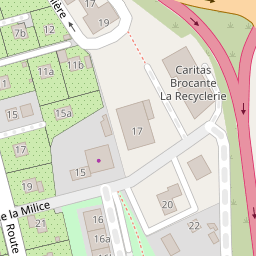 17
19
lière
7b
11a
11b
Caritas
Brocante
La Recyclerie
15
15a
17
17
15
19
20
22
e la Milice
21
Route
16
16a